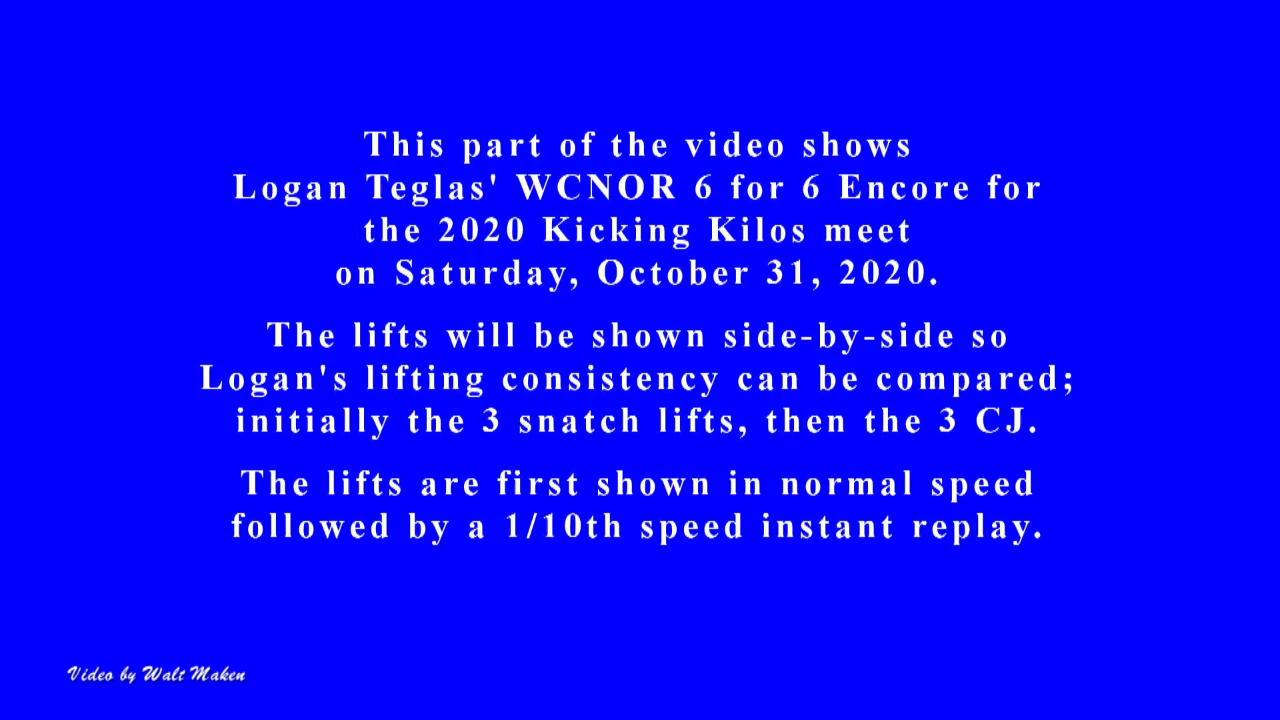 This part of the video shows
Logan Teglas' WCNOR 6 for 6 Encore for
the 2020 Kicking Kilos meet
on Saturday, October 31, 2020.
The lifts will be shown side-by-side so
Logan's lifting consistency can be compared;
initially the 3 snatch lifts, then the 3 CJ.
The lifts are first shown in normal speed
followed by a 1/10th speed instant replay.
Video by Walt Maken